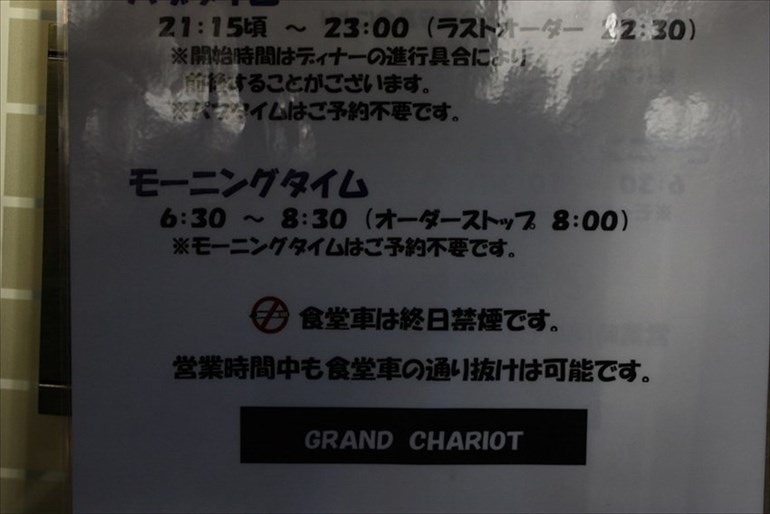 21:15頃 ～ 23:00 (ラストオーダー 22:30)
※開始時間はディナーの進行具合により
前後することがございます。
※パブタイムはご予約不要です。
モーニングタイム
6:30 ～ 8:30 (オーダーストップ 8:00)
※モーニングタイムはご予約不要です。
食堂車は終日禁煙です。
営業時間中も食堂車の通り抜けは可能です。
GRAND CHARIOT